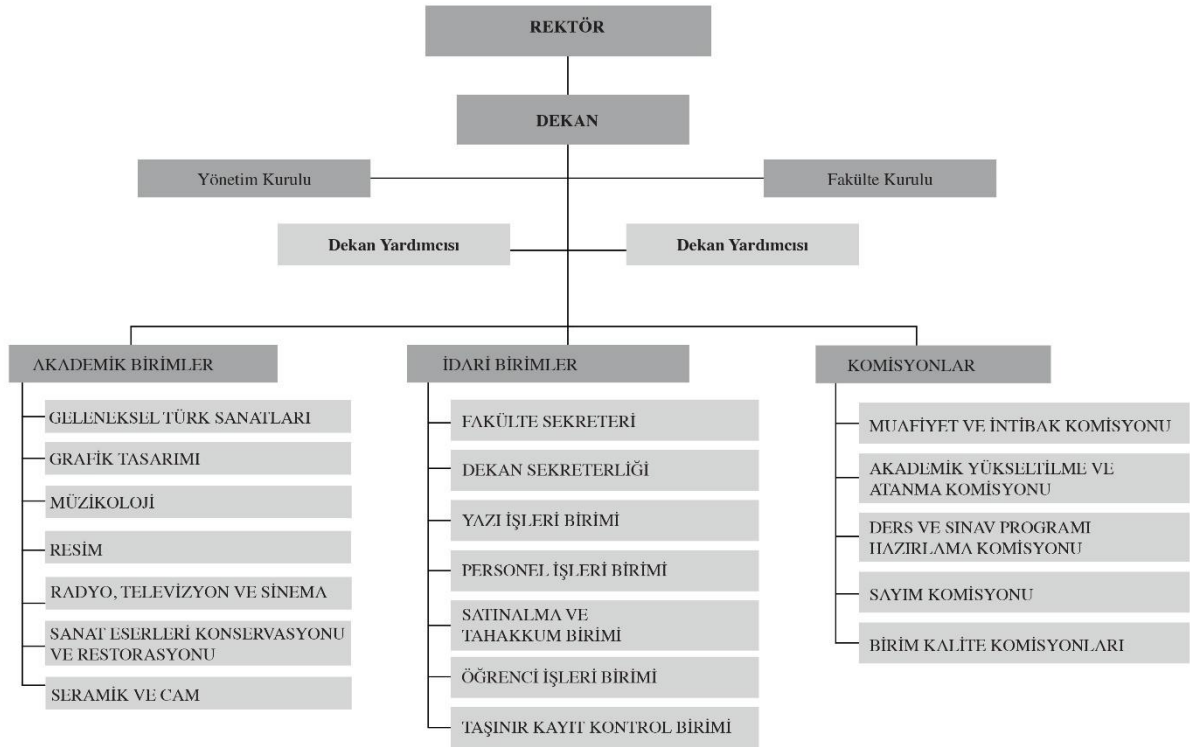 REKTÖR
DEKAN
Yönetim Kurulu
Fakülte Kurulu
Dekan Yardımcısı
Dekan Yardımcısı
AKADEMİK BİRİMLER
GELENEKSEL TÜRK SANATLARI
GRAFİK TASARIMI
MÜZİKOLOJİ
RESİM
RADYO, TELEVİZYON VE SİNEMA
SANAT ESERLERİ KONSERVASYONU
VE RESTORASYONU
SERAMİK VE CAM
İDARİ BİRİMLER
FAKÜLTE SEKRETERİ
DEKAN SEKRETERLİĞİ
YAZI İŞLERİ BİRİMİ
PERSONEL İŞLERİ BİRİMİ
SATINALMA VE
TAHAKKUM BİRİMİ
ÖĞRENCİ İŞLERİ BİRİMİ
TAŞINIR KAYIT KONTROL BİRİMİ
KOMİSYONLAR
MUAFİYET VE İNTİBAK KOMİSYONU
AKADEMİK YÜKSELTİLME VE
ATANMA KOMİSYONU
DERS VE SINAV PROGRAMI
HAZIRLAMA KOMİSYONU
SAYIM KOMİSYONU
BİRİM KALİTE KOMİSYONLARI